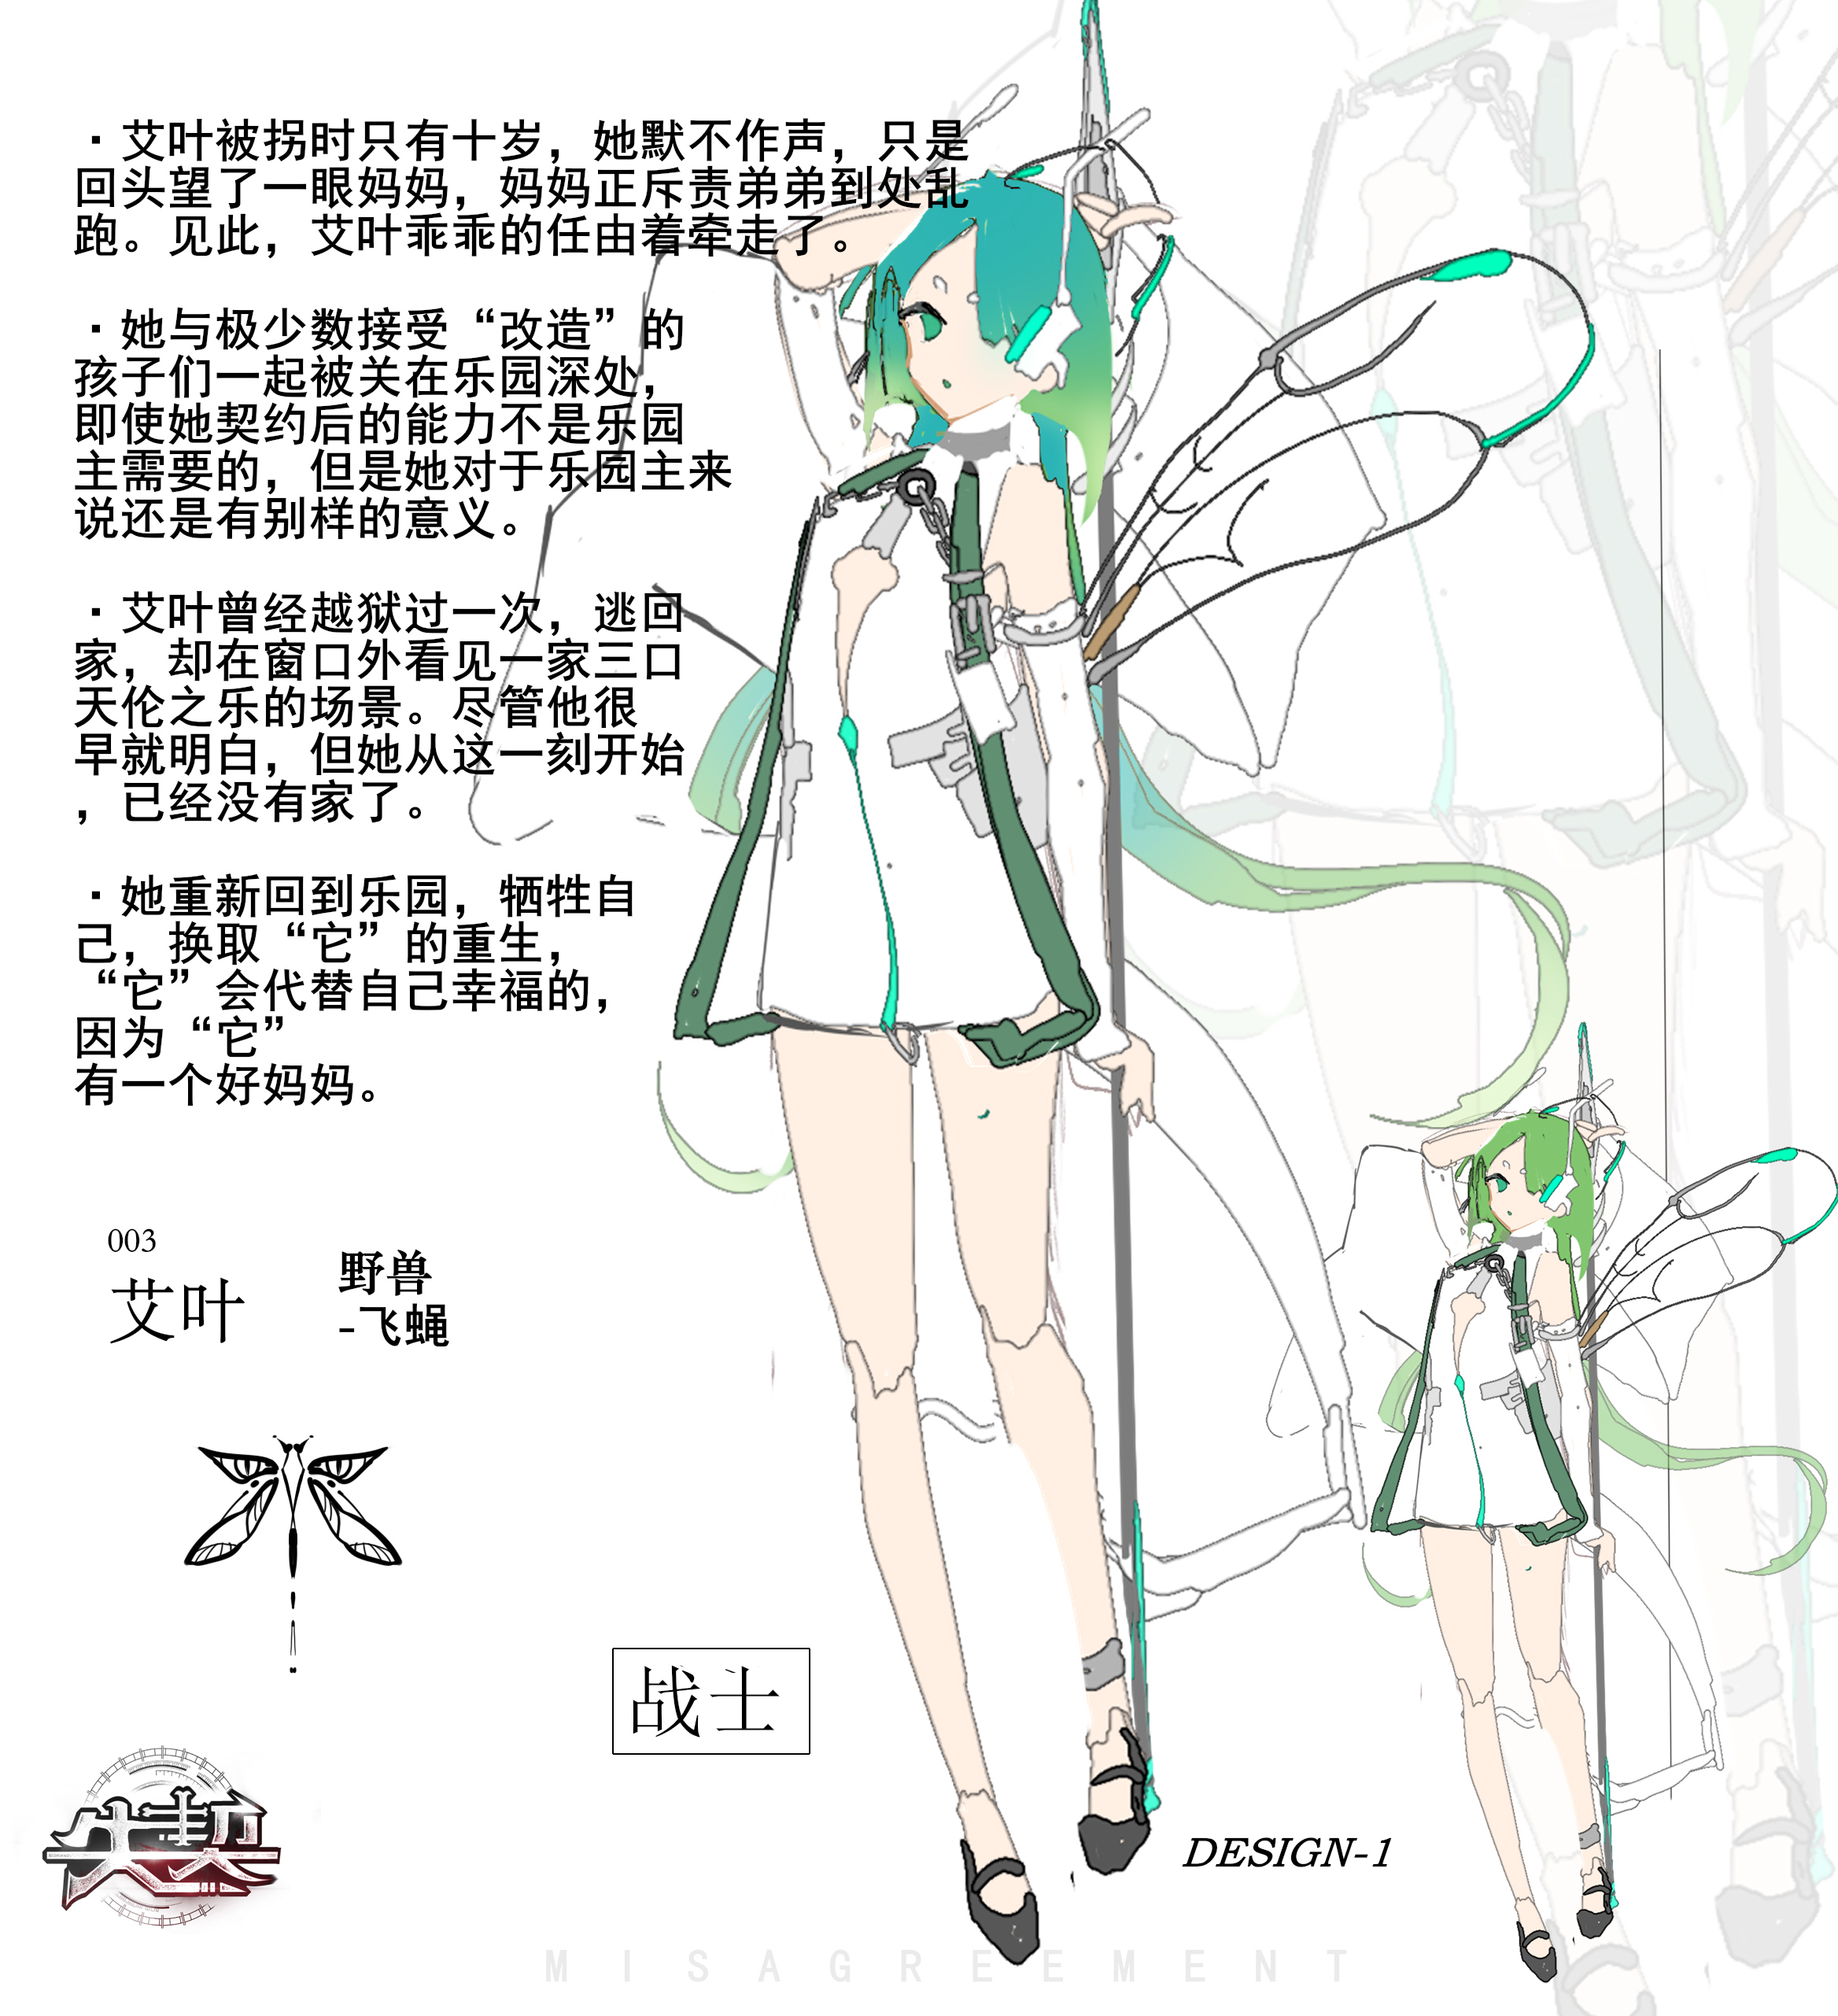 ·艾叶被拐时只有十岁，她默不作声，只是
回头望了一眼妈妈，妈妈正斥责弟弟到处乱
跑。见此，艾叶乖乖的任由着牵走了。
·她与极少数接受“改造”的
孩子们一起被关在乐园深处，
即使她契约后的能力不是乐园
主需要的，但是她对于乐园主来
说还是有别样的意义。
·艾叶曾经越狱过一次，逃回
家，却在窗口外看见一家三口
天伦之乐的场景。尽管他很
早就明白，但她从这一刻开始
，已经没有家了。
·她重新回到乐园，牺牲自
己，换取“它”的重生，
“它”会代替自己幸福的，
因为“它”
有一个好妈妈。
003
艾叶
野兽
-飞蝇
战士
失契
DESIGN-1
MISAGREEMENT